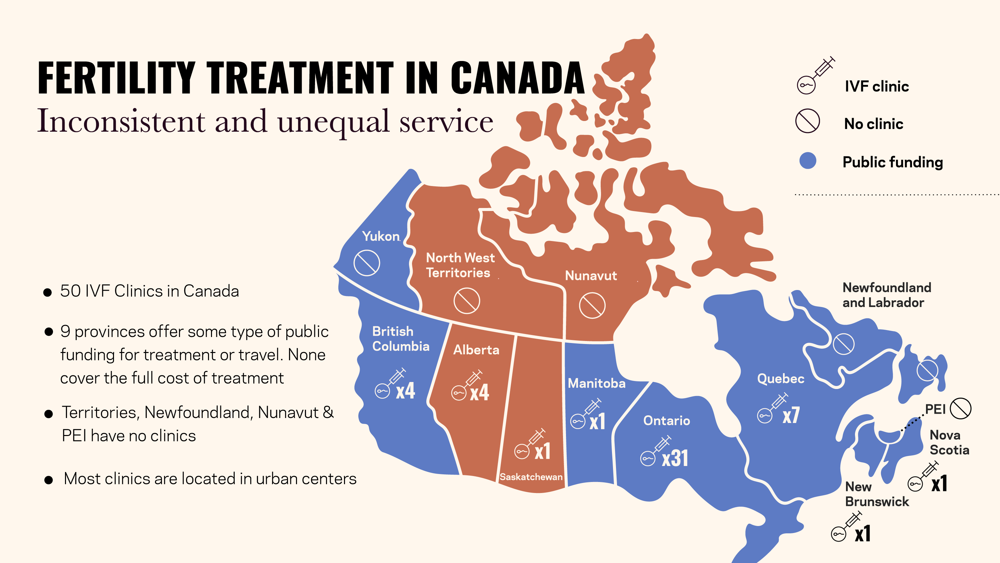 FERTILITY TREATMENT IN CANADA
Inconsistent and unequal service
IVF clinic
No clinic
Public funding
● 50 IVF Clinics in Canada
● 9 provinces offer some type of public
funding for treatment or travel. None
cover the full cost of treatment
● Territories, Newfoundland, Nunavut &
PEI have no clinics
● Most clinics are located in urban centers
Yukon
North West
Territories
Nunavut
British
Columbia
x4
Alberta
x4
x1
Saskatchewan
Manitoba
x1
Ontario
x31
Quebec
x7
Newfoundland
and Labrador
PEI
Nova
Scotia
x1
New
Brunswick
x1